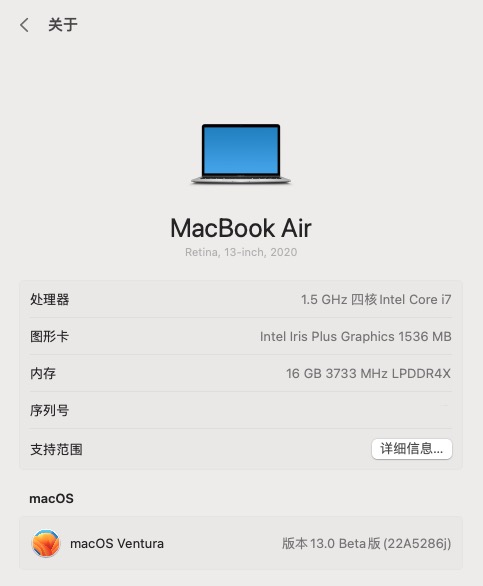 关于
MacBook Air
Retina, 13-inch, 2020
处理器 1.5 GHz 四核Intel Core i7
图形卡 Intel Iris Plus Graphics 1536 MB
内存 16 GB 3733 MHz LPDDR4X
序列号
支持范围 详细信息...
macOS
macOS Ventura 版本13.0 Beta版 (22A5286j)